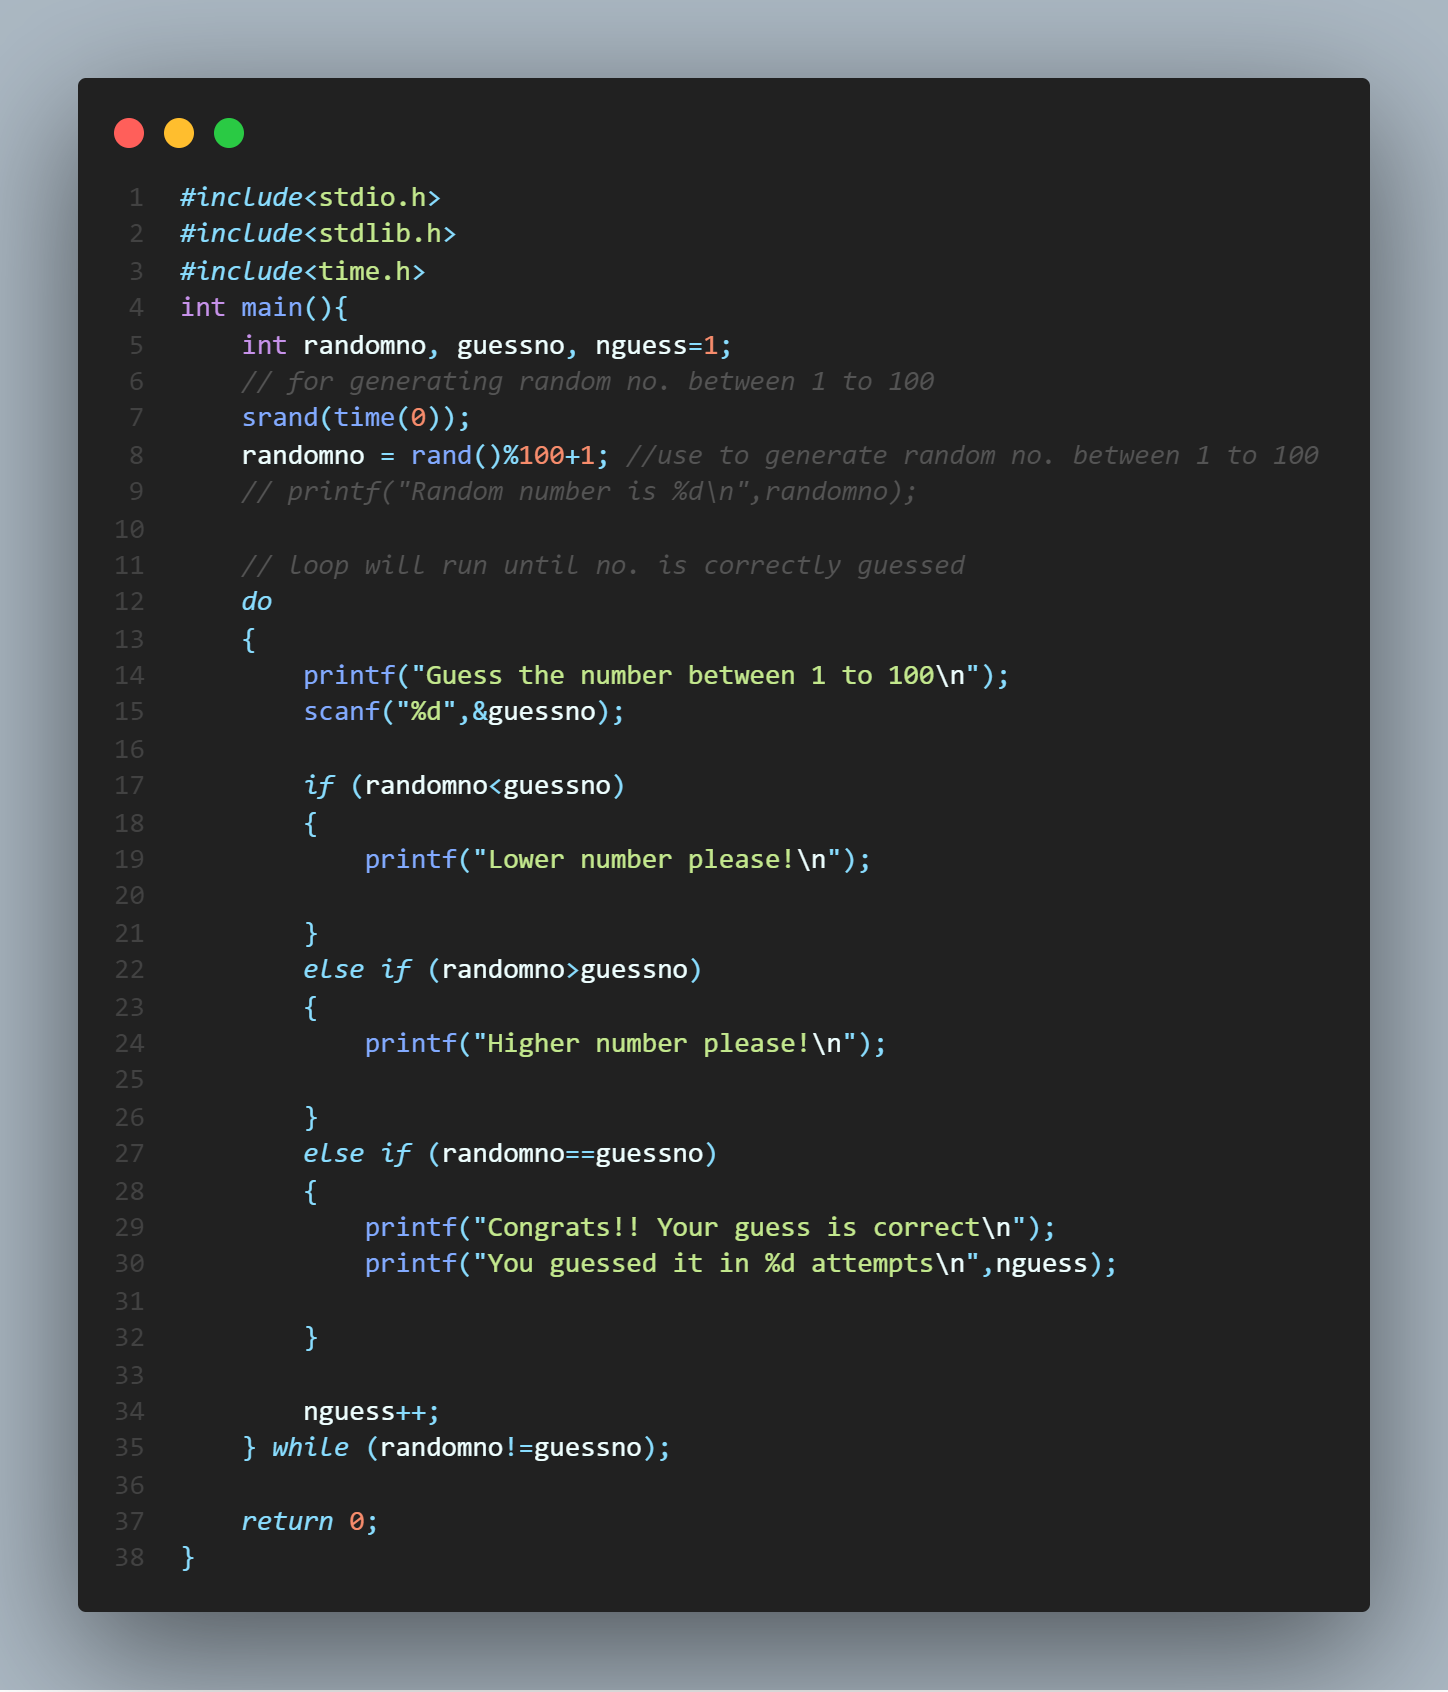 1 #include<stdio.h>
2 #include<stdlib.h>
3 #include<time.h>
4 int main(){
5     int randomno, guessno, nguess=1;
6     // for generating random no. between 1 to 100
7     srand(time(0));
8     randomno = rand()%100+1; //use to generate random no. between 1 to 100
9     // printf("Random number is %d\n",randomno);
10
11     // loop will run until no. is correctly guessed
12     do
13     {
14         printf("Guess the number between 1 to 100\n");
15         scanf("%d",&guessno);
16
17         if (randomno<guessno)
18         {
19             printf("Lower number please!\n");
20
21         }
22         else if (randomno>guessno)
23         {
24             printf("Higher number please!\n");
25
26         }
27         else if (randomno==guessno)
28         {
29             printf("Congrats!! Your guess is correct\n");
30             printf("You guessed it in %d attempts\n",nguess);
31
32         }
33
34         nguess++;
35     } while (randomno!=guessno);
36
37     return 0;
38 }